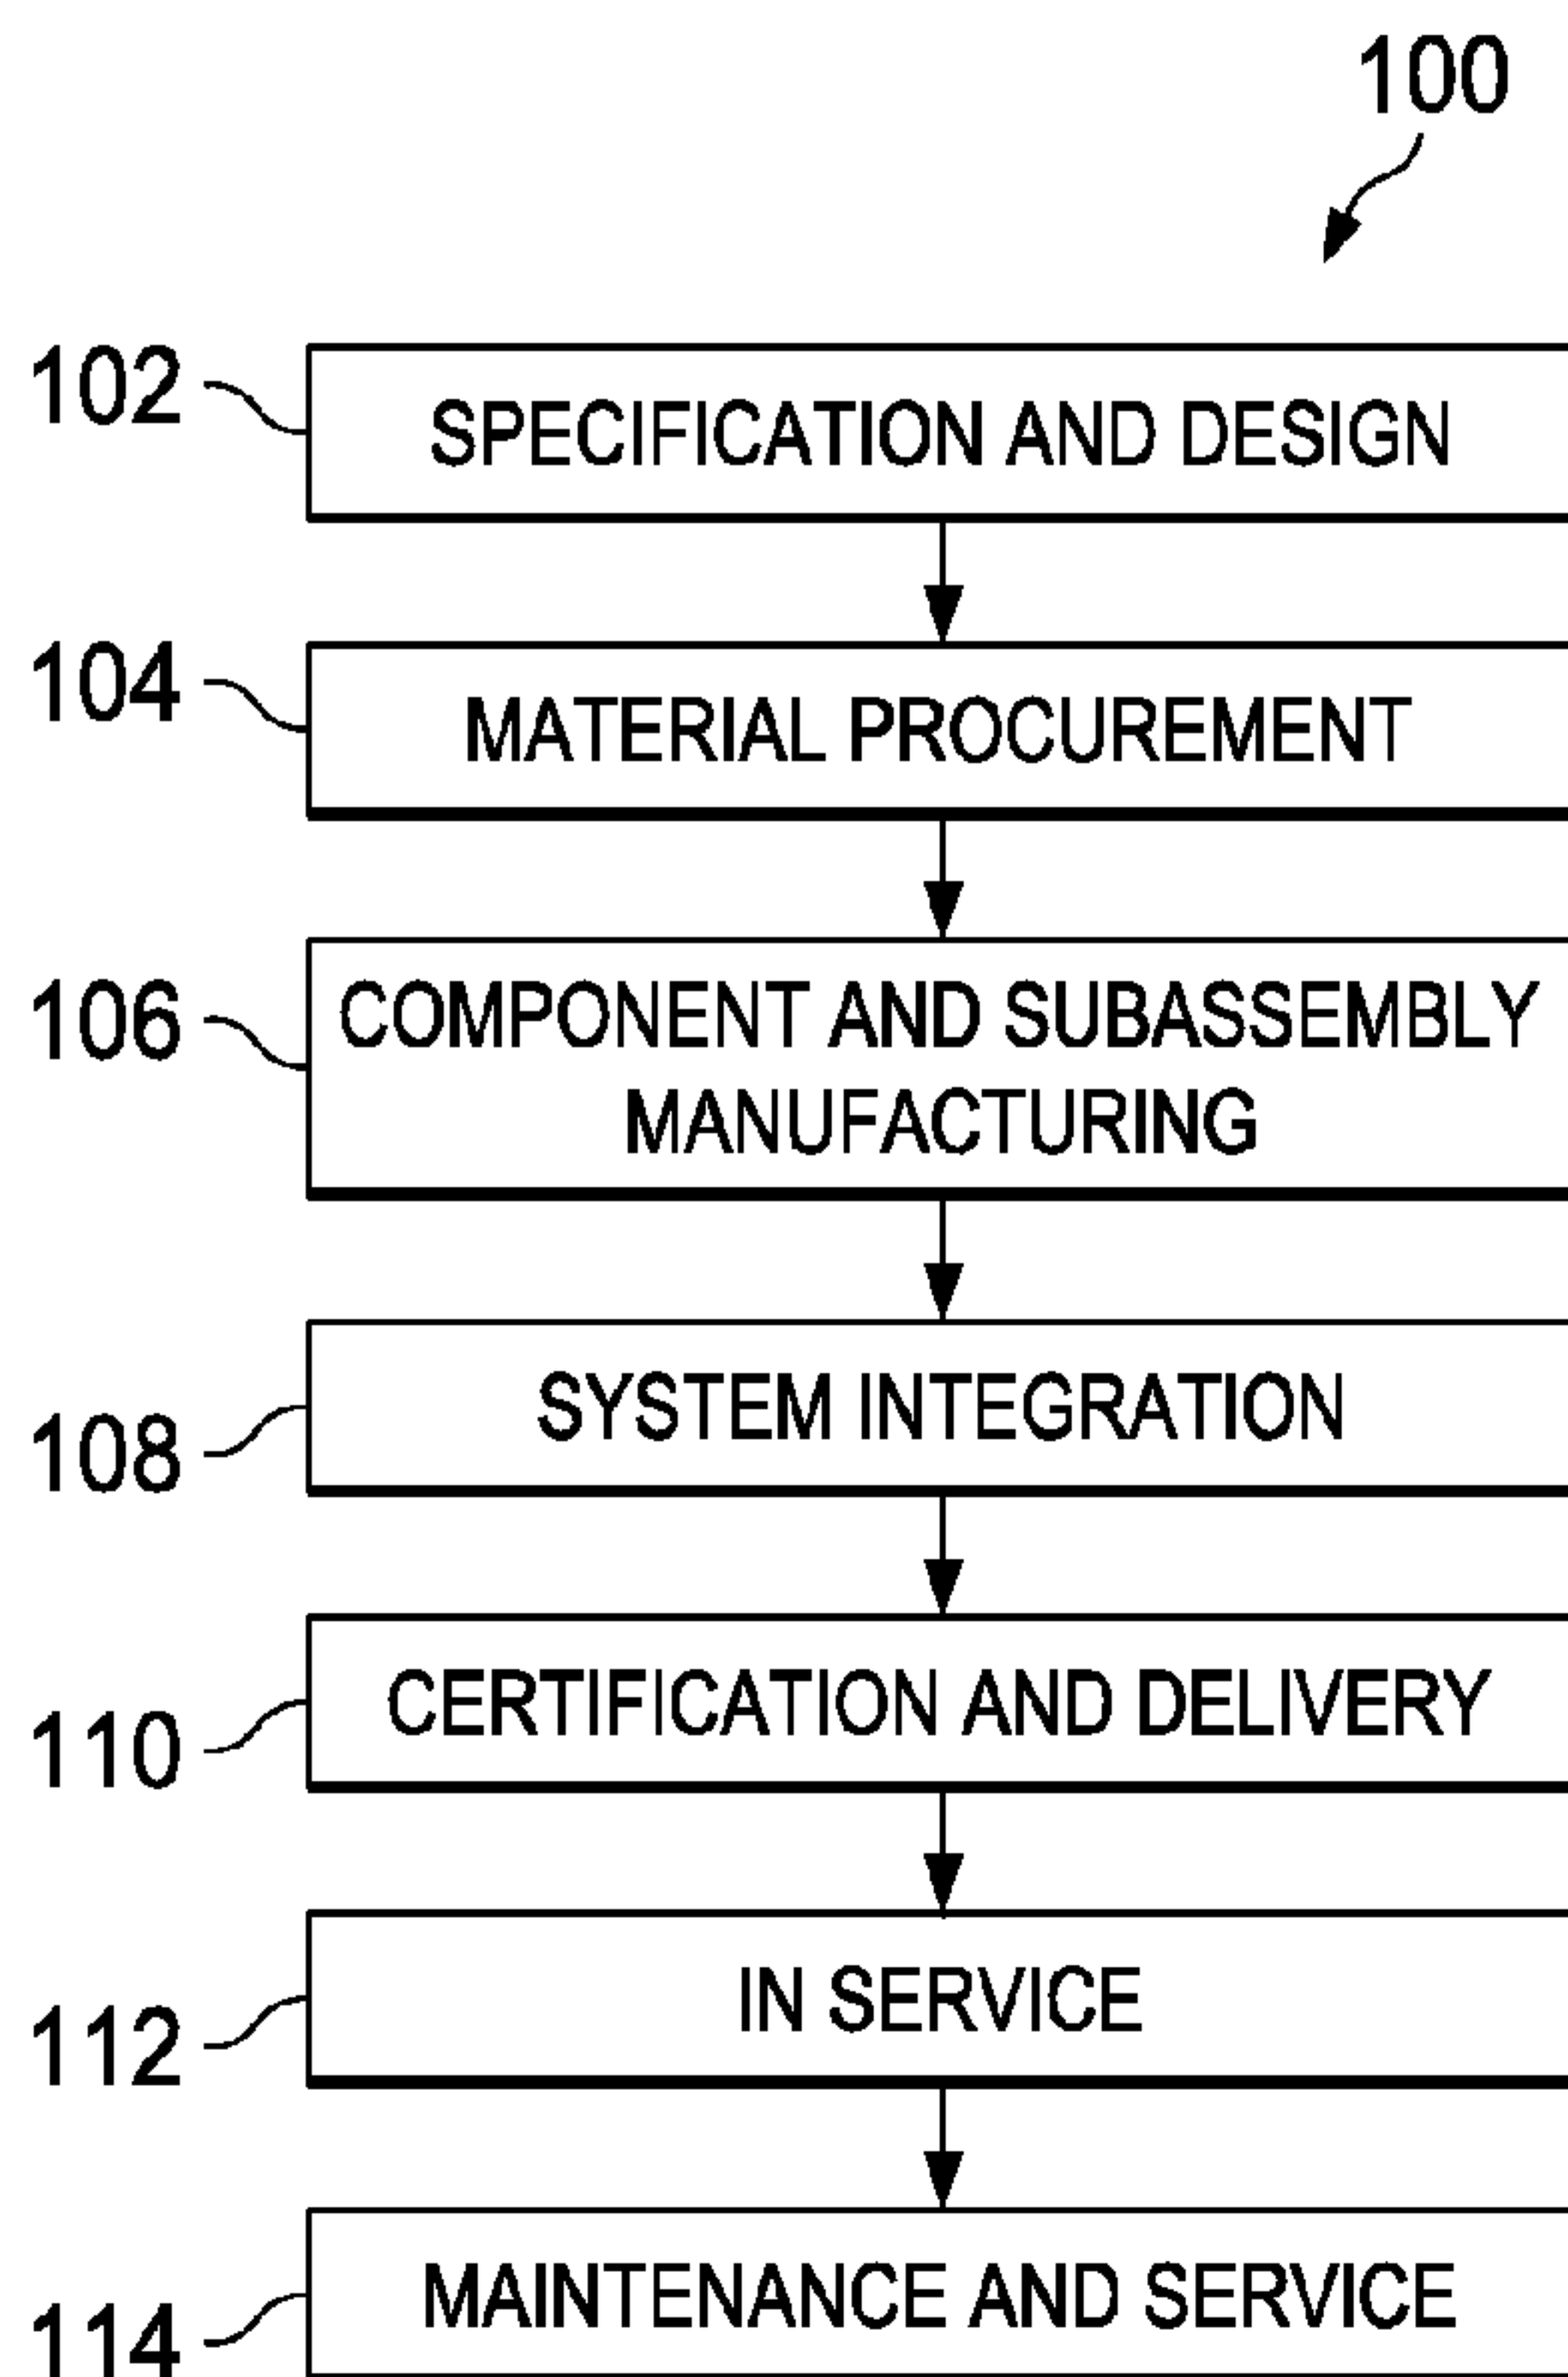 100
102
SPECIFICATION AND DESIGN
104
MATERIAL PROCUREMENT
106
COMPONENT AND SUBASSEMBLY
MANUFACTURING
108
SYSTEM INTEGRATION
110
CERTIFICATION AND DELIVERY
112
IN SERVICE
114
MAINTENANCE AND SERVICE